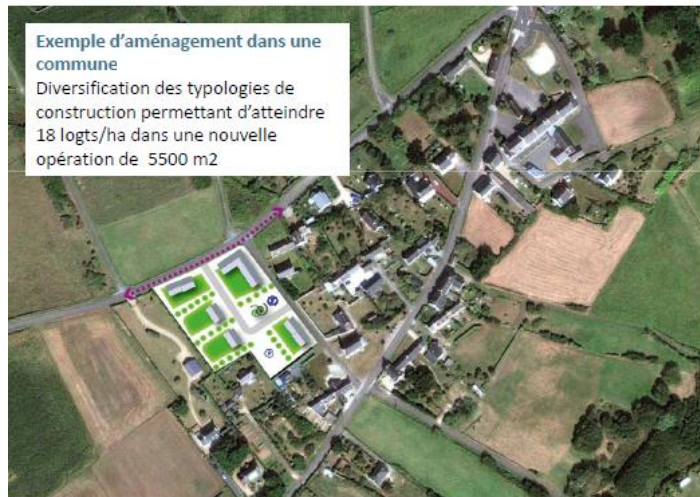 Exemple d’aménagement dans une
commune
Diversification des typologies de
construction permettant d’atteindre
18 logts/ha dans une nouvelle
opération de  5500 m2